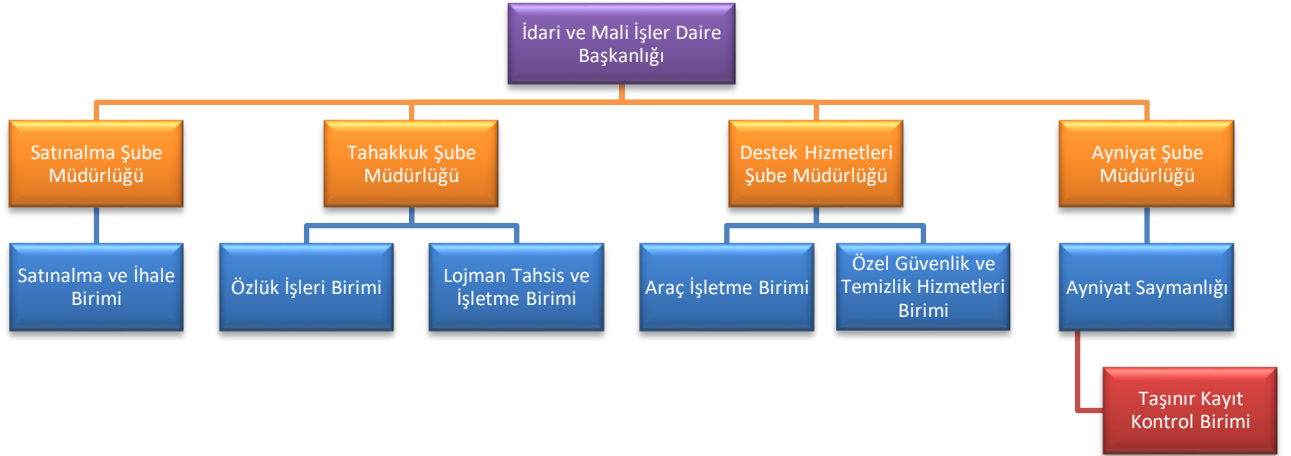 İdari ve Mali İşler Daire
Başkanlığı
Satınalma Şube
Müdürlüğü
Tahakkuk Şube
Müdürlüğü
Destek Hizmetleri
Şube Müdürlüğü
Ayniyat Şube
Müdürlüğü
Satınalma ve İhale
Birimi
Özlük İşleri Birimi
Lojman Tahsis ve
İşletme Birimi
Araç İşletme Birimi
Özel Güvenlik ve
Temizlik Hizmetleri
Birimi
Ayniyat Saymanlığı
Taşınır Kayıt
Kontrol Birimi